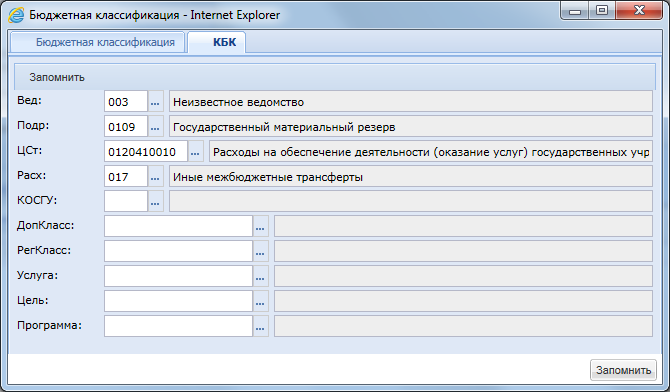 Бюджетная классификация - Internet Explorer
Бюджетная классификация КБК
Запомнить
Вед: 003 ... Неизвестное ведомство
Подр: 0109 ... Государственный материальный резерв
ЦСт: 0120410010 ... Расходы на обеспечение деятельности (оказание услуг) государственных учр
Расх: 017 ... Иные межбюджетные трансферты
КОСГУ: ...
ДопКласс: ...
РегКласс: ...
Услуга: ...
Цель: ...
Программа: ...
Запомнить